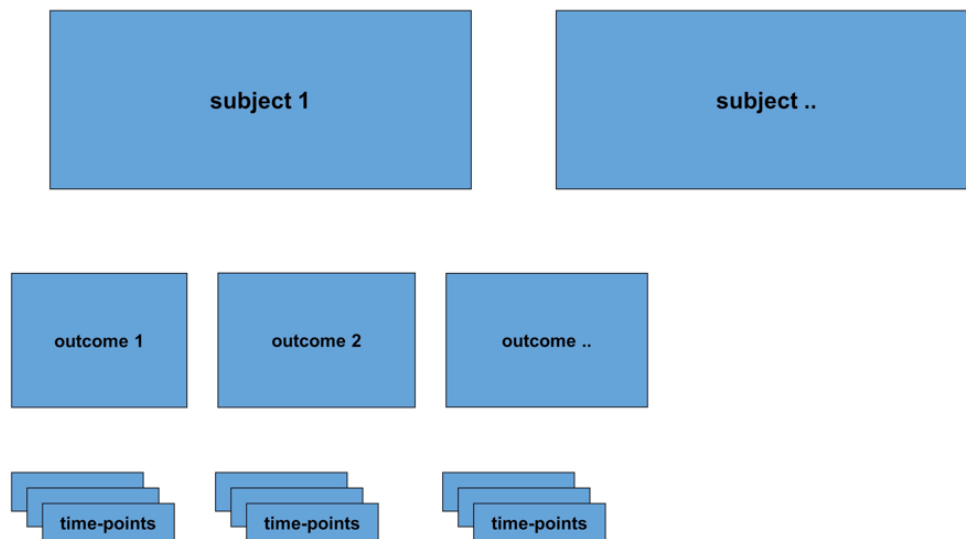 subject 1
subject ..
outcome 1
outcome 2
outcome ..
time-points
time-points
time-points